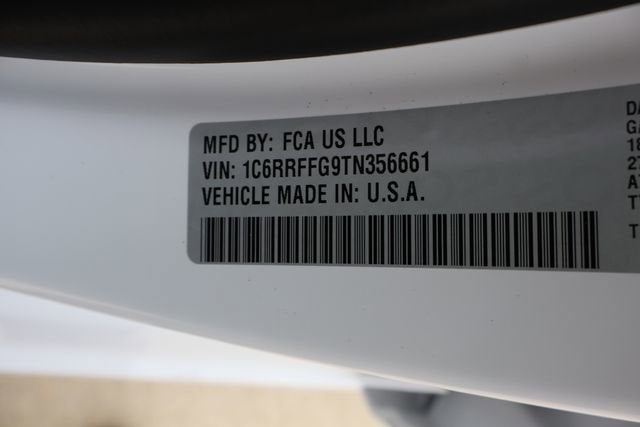 MFD BY: FCA US LLC
VIN: 1C6RRFFG9TN356661
VEHICLE MADE IN: U.S.A.